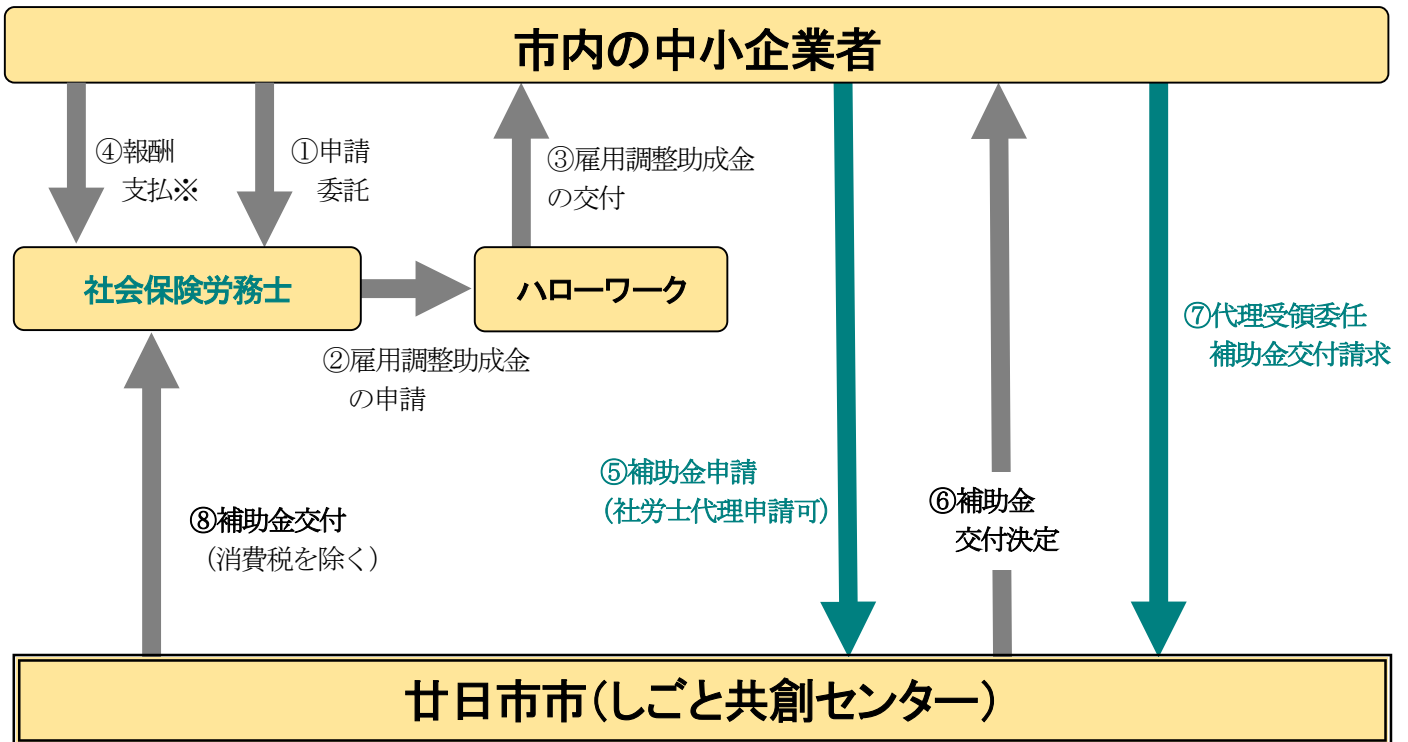 市内の中小企業者
④報酬
支払※
①申請
委託
③雇用調整助成金
の交付
社会保険労務士
ハローワーク
②雇用調整助成金
の申請
⑦代理受領委任
補助金交付請求
⑤補助金申請
（社労士代理申請可）
⑥補助金
交付決定
⑧補助金交付
（消費税を除く）
廿日市市（しごと共創センター）